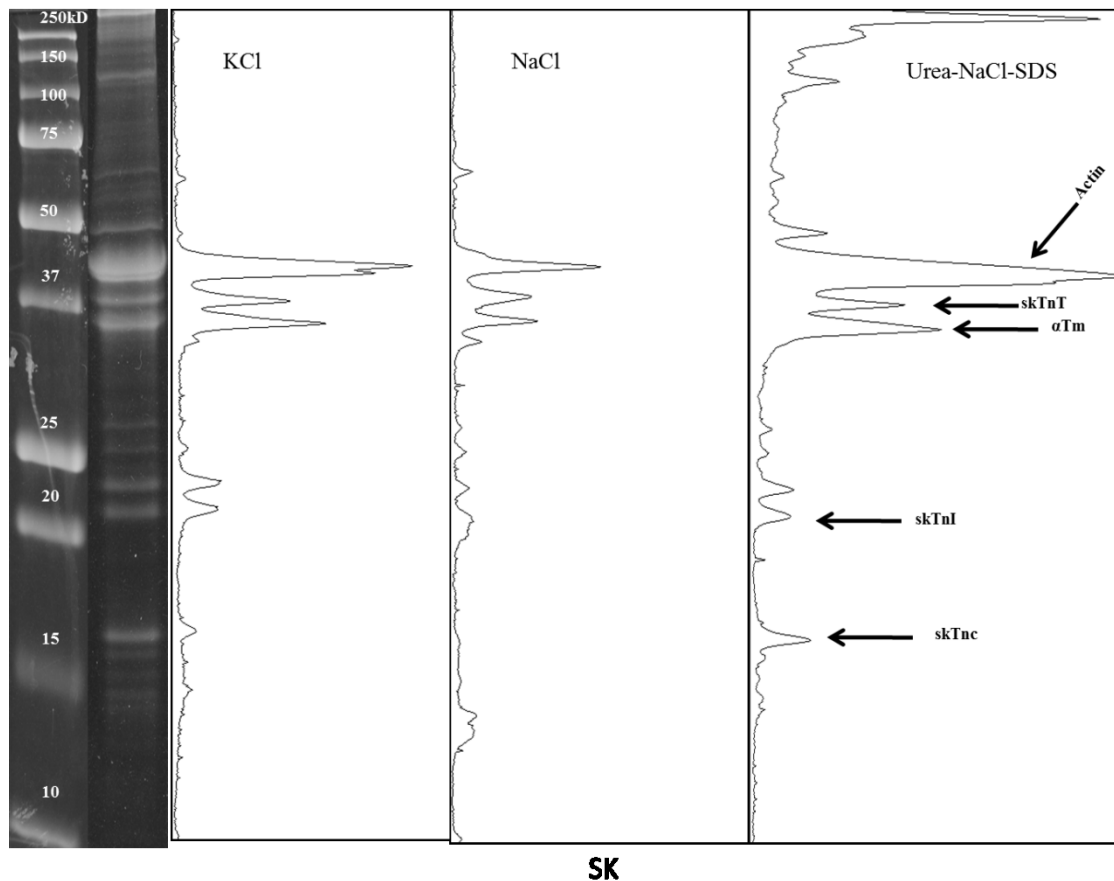 250kD
150
100
75
50
37
25
20
15
10
KCl
NaCl
Urea-NaCl-SDS
Actin
skTnT
αTm
skTnI
skTnc
SK